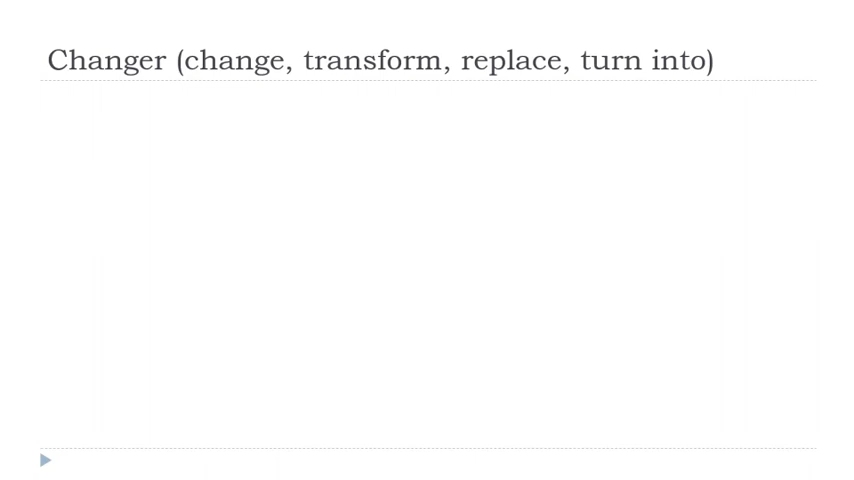 Changer (change, transform, replace, turn into)